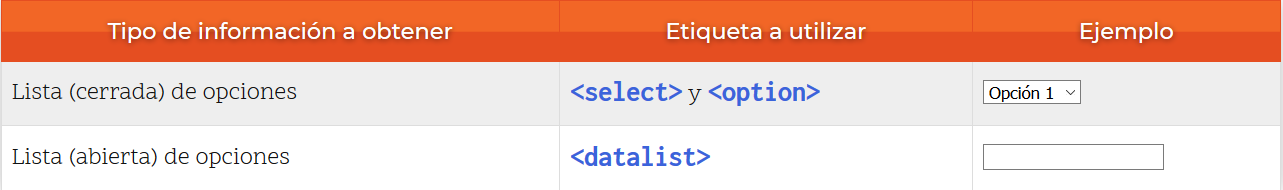 Tipo de información a obtener Etiqueta a utilizar Ejemplo
Lista (cerrada) de opciones <select> y <option> Opción 1
Lista (abierta) de opciones <datalist>